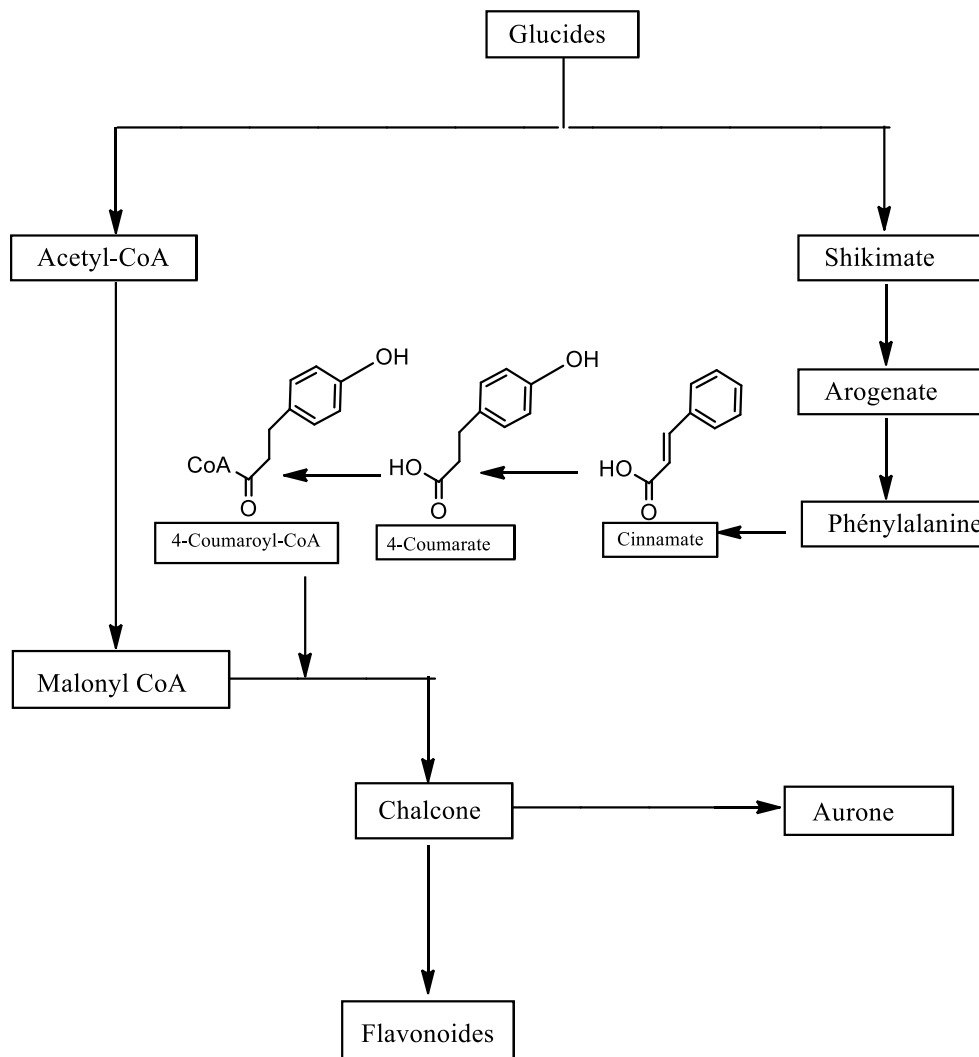 Glucides
Acetyl-CoA
Shikimate
OH
OH
Arogenate
CoA
HO
HO
O
O
O
Phénylalanine
4-Coumaroyl-CoA
4-Coumarate
Cinnamate
Malonyl CoA
Chalcone
Aurone
Flavonoides